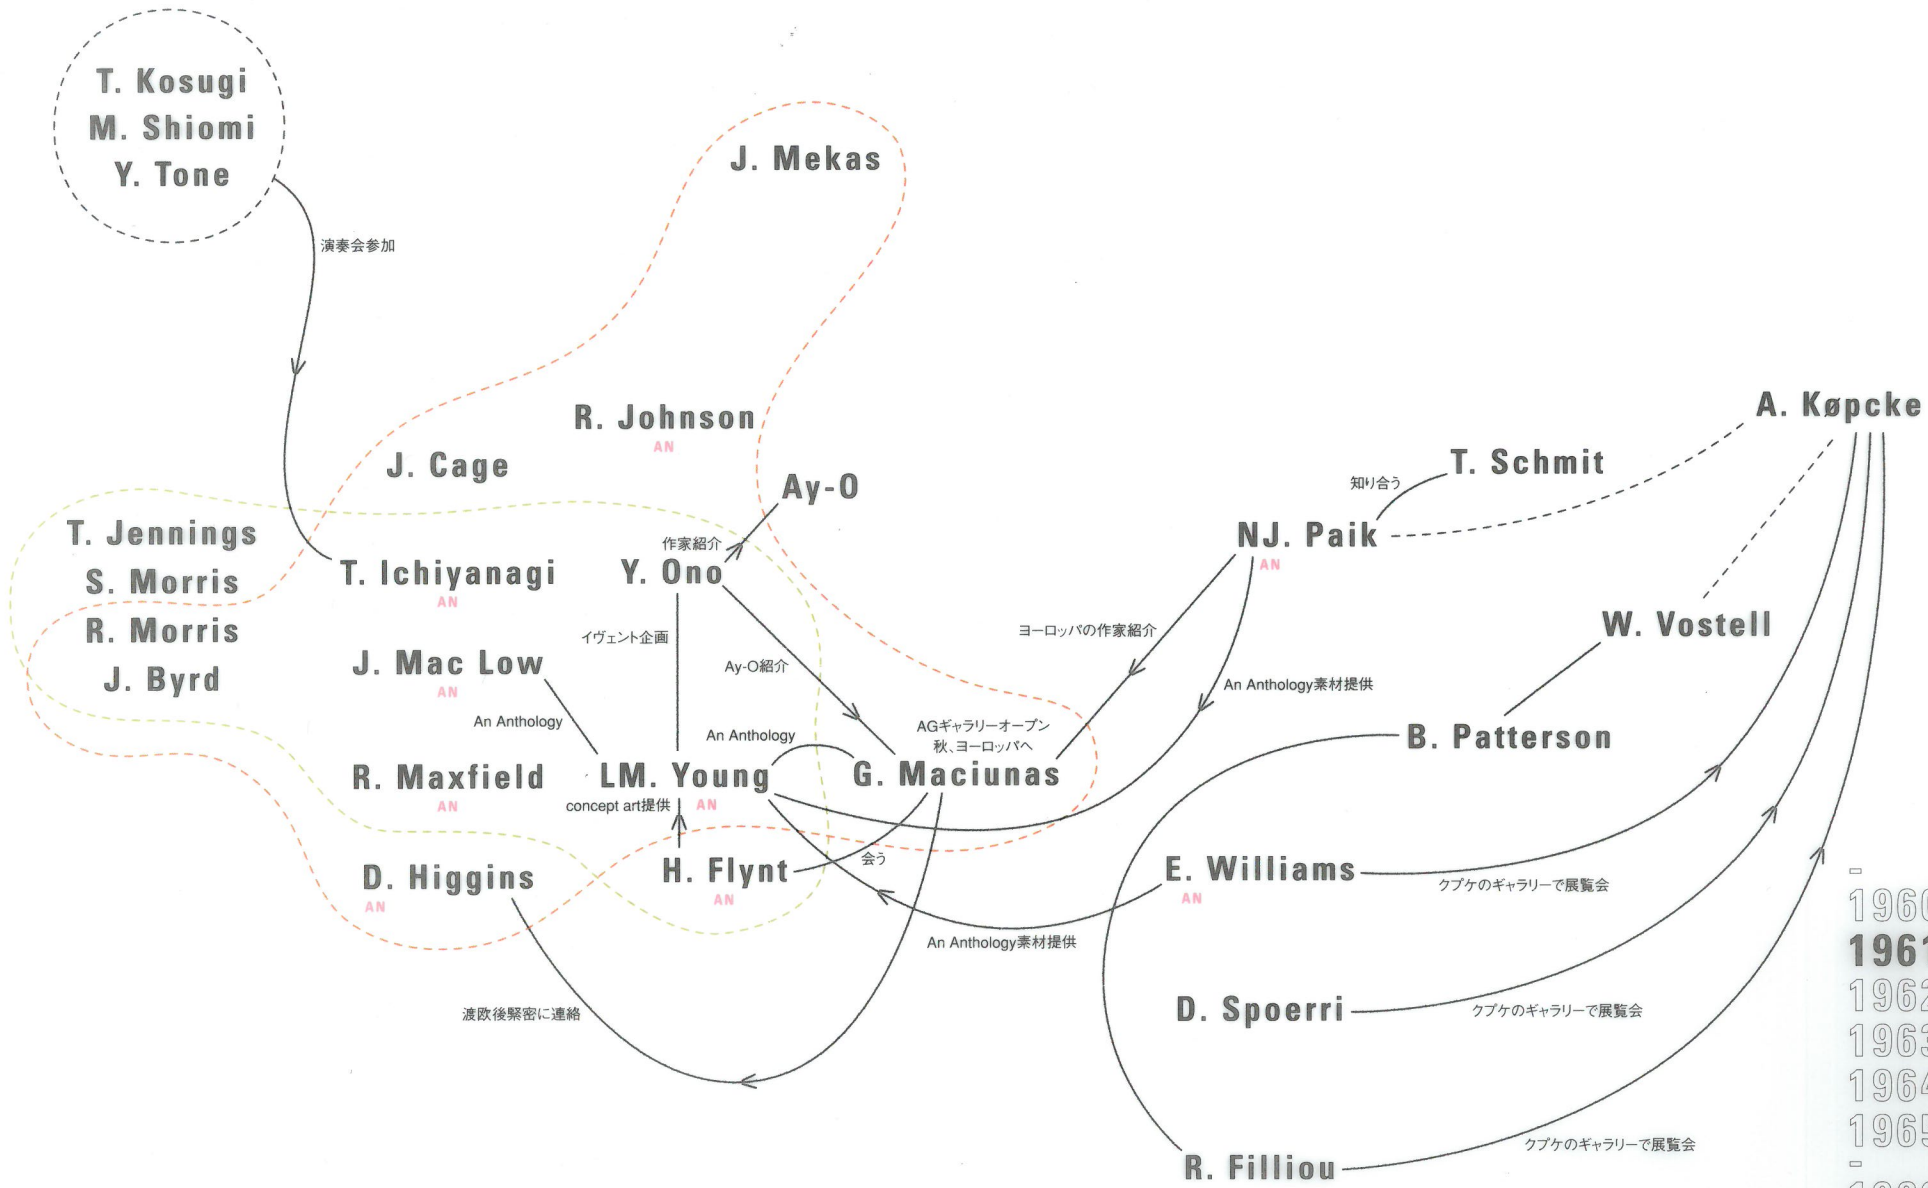 T. Kosugi
M. Shiomi
Y. Tone
演奏会参加
J. Mekas
R. Johnson
AN
J. Cage
Ay-O
T. Jennings
S. Morris
R. Morris
J. Byrd
T. Ichiyanagi
AN
作家紹介
Y. Ono
イヴェント企画
Ay-O紹介
J. Mac Low
AN
An Anthology
An Anthology
AGギャラリーオープン
秋、ヨーロッパへ
G. Maciunas
R. Maxfield
AN
LM. Young
AN
concept art提供
D. Higgins
AN
H. Flynt
AN
会う
渡欧後緊密に連絡
A. Køpcke
T. Schmit
知り合う
NJ. Paik
AN
ヨーロッパの作家紹介
An Anthology素材提供
W. Vostell
B. Patterson
E. Williams
AN
クプケのギャラリーで展覧会
An Anthology素材提供
D. Spoerri
クプケのギャラリーで展覧会
R. Filliou
クプケのギャラリーで展覧会
1960
1961
1962
1963
1964
1965